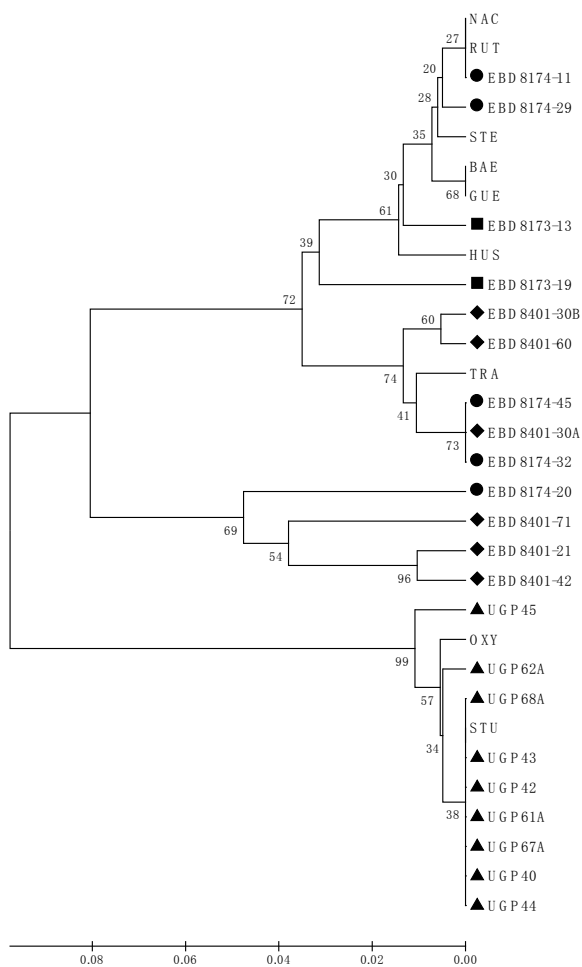 NAC
27
RUT
20
EBD8174-11
28
EBD8174-29
35
STE
BAE
30
68
GUE
61
EBD8173-13
39
HUS
72
EBD8173-19
60
EBD8401-30B
EBD8401-60
74
TRA
41
EBD8174-45
73
EBD8401-30A
EBD8174-32
69
EBD8174-20
54
EBD8401-71
EBD8401-21
96
EBD8401-42
UGP45
99
OXY
57
UGP62A
34
UGP68A
STU
UGP43
UGP42
38
UGP61A
UGP67A
UGP40
UGP44
0.08 0.06 0.04 0.02 0.00